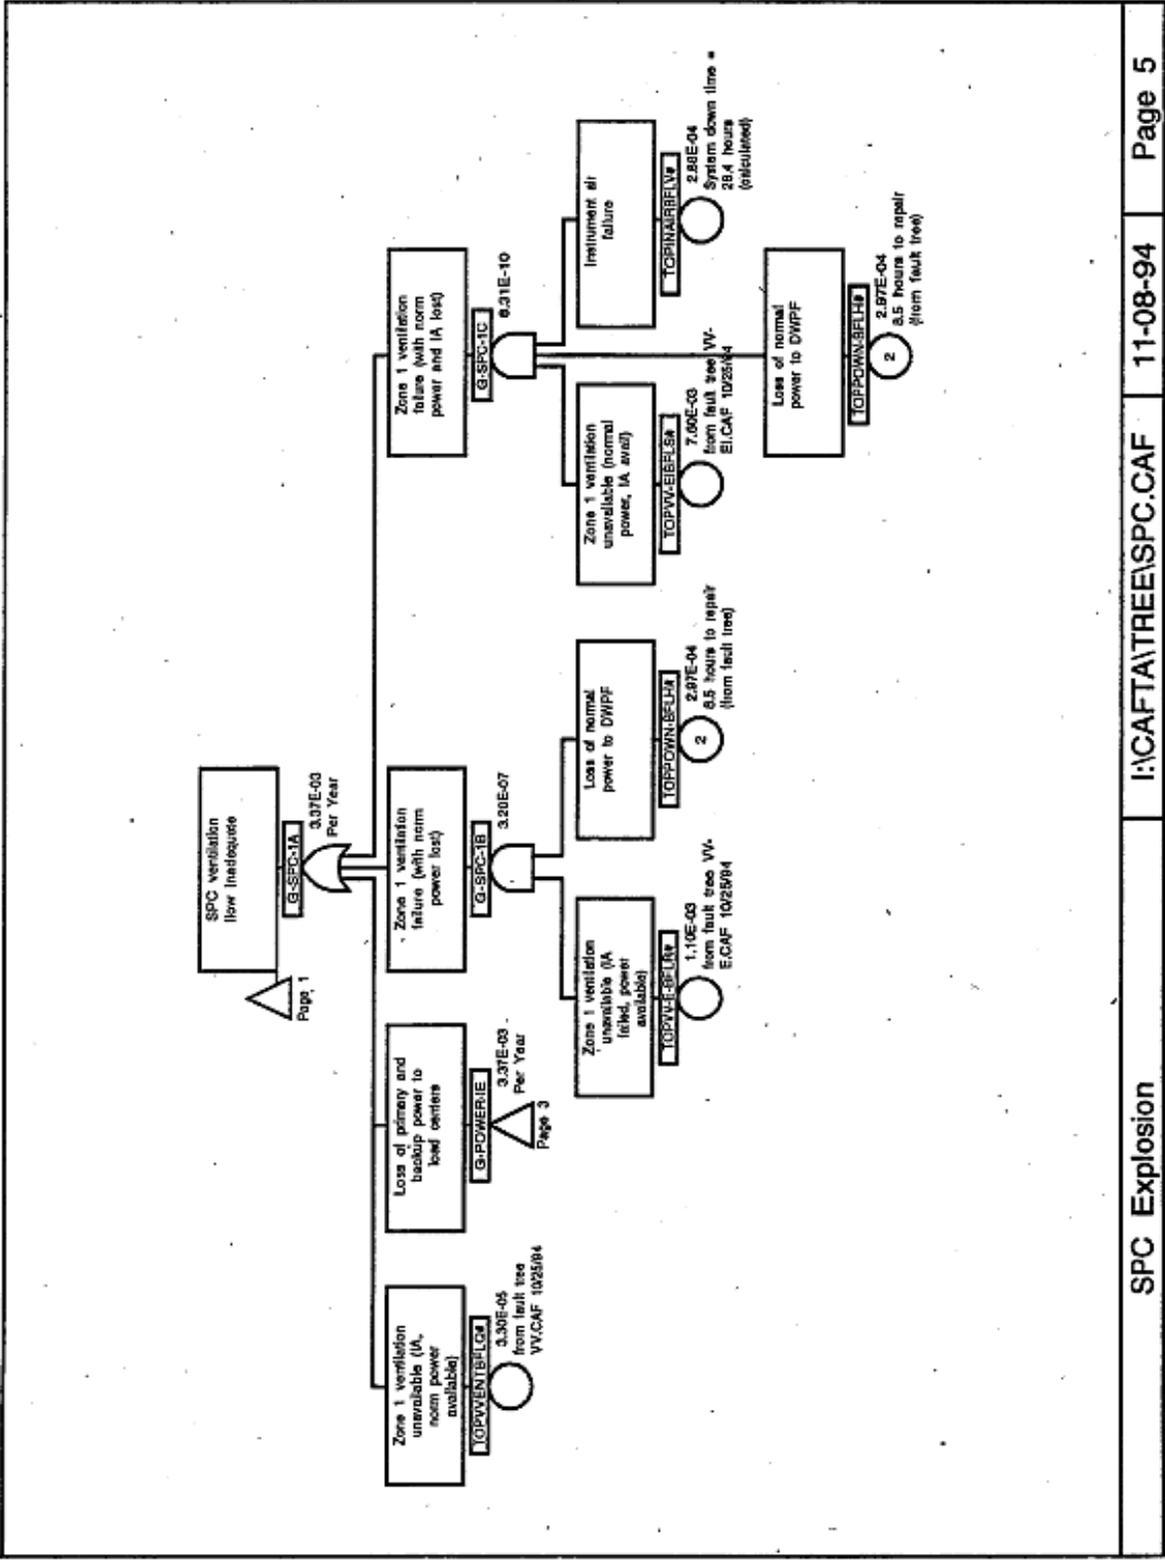 SPC ventilation
flow inadequate
G-SPC-1A
3.37E-03
Per Year
Page 1
Zone 1 ventilation
unavailable (IA,
norm power
available)
TOPVVENTBFLQ#
3.30E-05
from fault tree
VV.CAF 10/25/94
Loss of primary and
backup power to
load centers
G-POWER-IE
3.37E-03
Per Year
Page 3
Zone 1 ventilation
failure (with norm
power lost)
G-SPC-1B
3.20E-07
Zone 1 ventilation
failure (with norm
power and IA lost)
G-SPC-1C
6.31E-10
Zone 1 ventilation
unavailable (IA
failed, power
available)
TOPVV-E-BFLR#
1.10E-03
from fault tree VV-
E.CAF 10/25/94
Loss of normal
power to DWPF
TOPPOWN-BFLH#
2
2.97E-04
8.5 hours to repair
(from fault tree)
Zone 1 ventilation
unavailable (normal
power, IA avail)
TOPVV-EIBFLS#
7.60E-03
from fault tree VV-
EI.CAF 10/25/94
Instrument air
failure
TOPINAIRBFLV#
2.88E-04
System down time =
28.4 hours
(calculated)
Loss of normal
power to DWPF
TOPPOWN-BFLH#
2
2.97E-04
8.5 hours to repair
(from fault tree)
SPC Explosion
I:\CAFTA\TREE\SPC.CAF
11-08-94
Page 5